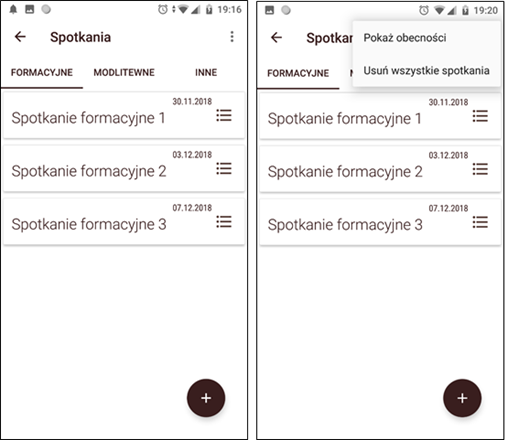 19:16
Spotkania
FORMACYJNE MODLITEWNE INNE
30.11.2018
Spotkanie formacyjne 1
03.12.2018
Spotkanie formacyjne 2
07.12.2018
Spotkanie formacyjne 3
+
19:20
Spotka
Pokaż obecności
Usuń wszystkie spotkania
FORMACYJNE M
30.11.2018
Spotkanie formacyjne 1
03.12.2018
Spotkanie formacyjne 2
07.12.2018
Spotkanie formacyjne 3
+